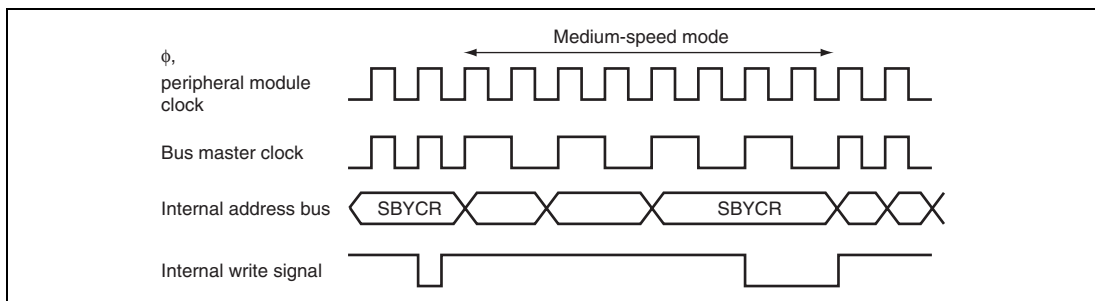 Medium-speed mode
ϕ,
peripheral module
clock
Bus master clock
Internal address bus
SBYCR
SBYCR
Internal write signal